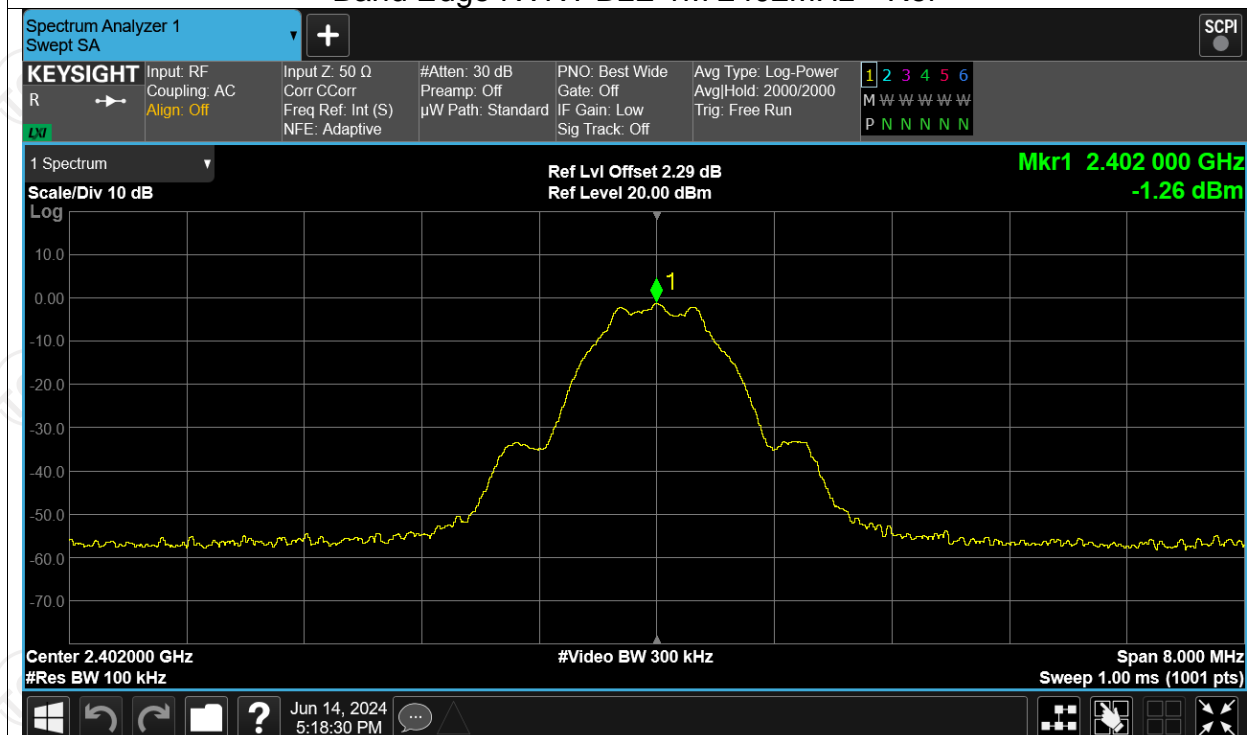 Spectrum Analyzer 1
Swept SA
SCPI
KEYSIGHT
R
LXI
Input: RF
Coupling: AC
Align: Off
Input Z: 50 Ω
Corr CCorr
Freq Ref: Int (S)
NFE: Adaptive
#Atten: 30 dB
Preamp: Off
µW Path: Standard
PNO: Best Wide
Gate: Off
IF Gain: Low
Sig Track: Off
Avg Type: Log-Power
Avg|Hold: 2000/2000
Trig: Free Run
1 2 3 4 5 6
M W W W W W
P N N N N N
1 Spectrum
Scale/Div 10 dB
Log
Ref Lvl Offset 2.29 dB
Ref Level 20.00 dBm
Mkr1 2.402 000 GHz
-1.26 dBm
10.0
1
0.00
-10.0
-20.0
-30.0
-40.0
-50.0
-60.0
-70.0
Center 2.402000 GHz
#Video BW 300 kHz
Span 8.000 MHz
#Res BW 100 kHz
Sweep 1.00 ms (1001 pts)
?
Jun 14, 2024
5:18:30 PM